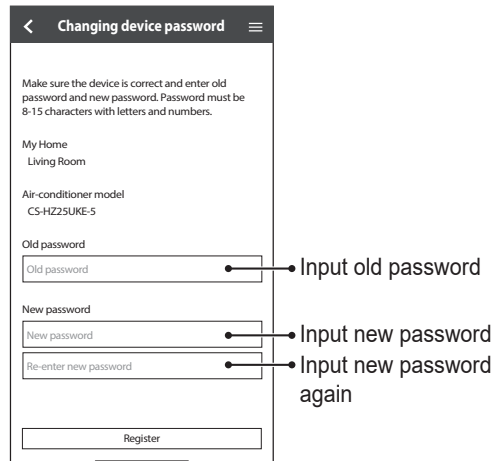 Changing device password
Make sure the device is correct and enter old
password and new password. Password must be
8-15 characters with letters and numbers.
My Home
Living Room
Air-conditioner model
CS-HZ25UKE-5
Old password
Old password
Input old password
New password
New password
Input new password
Re-enter new password
Input new password
again
Register